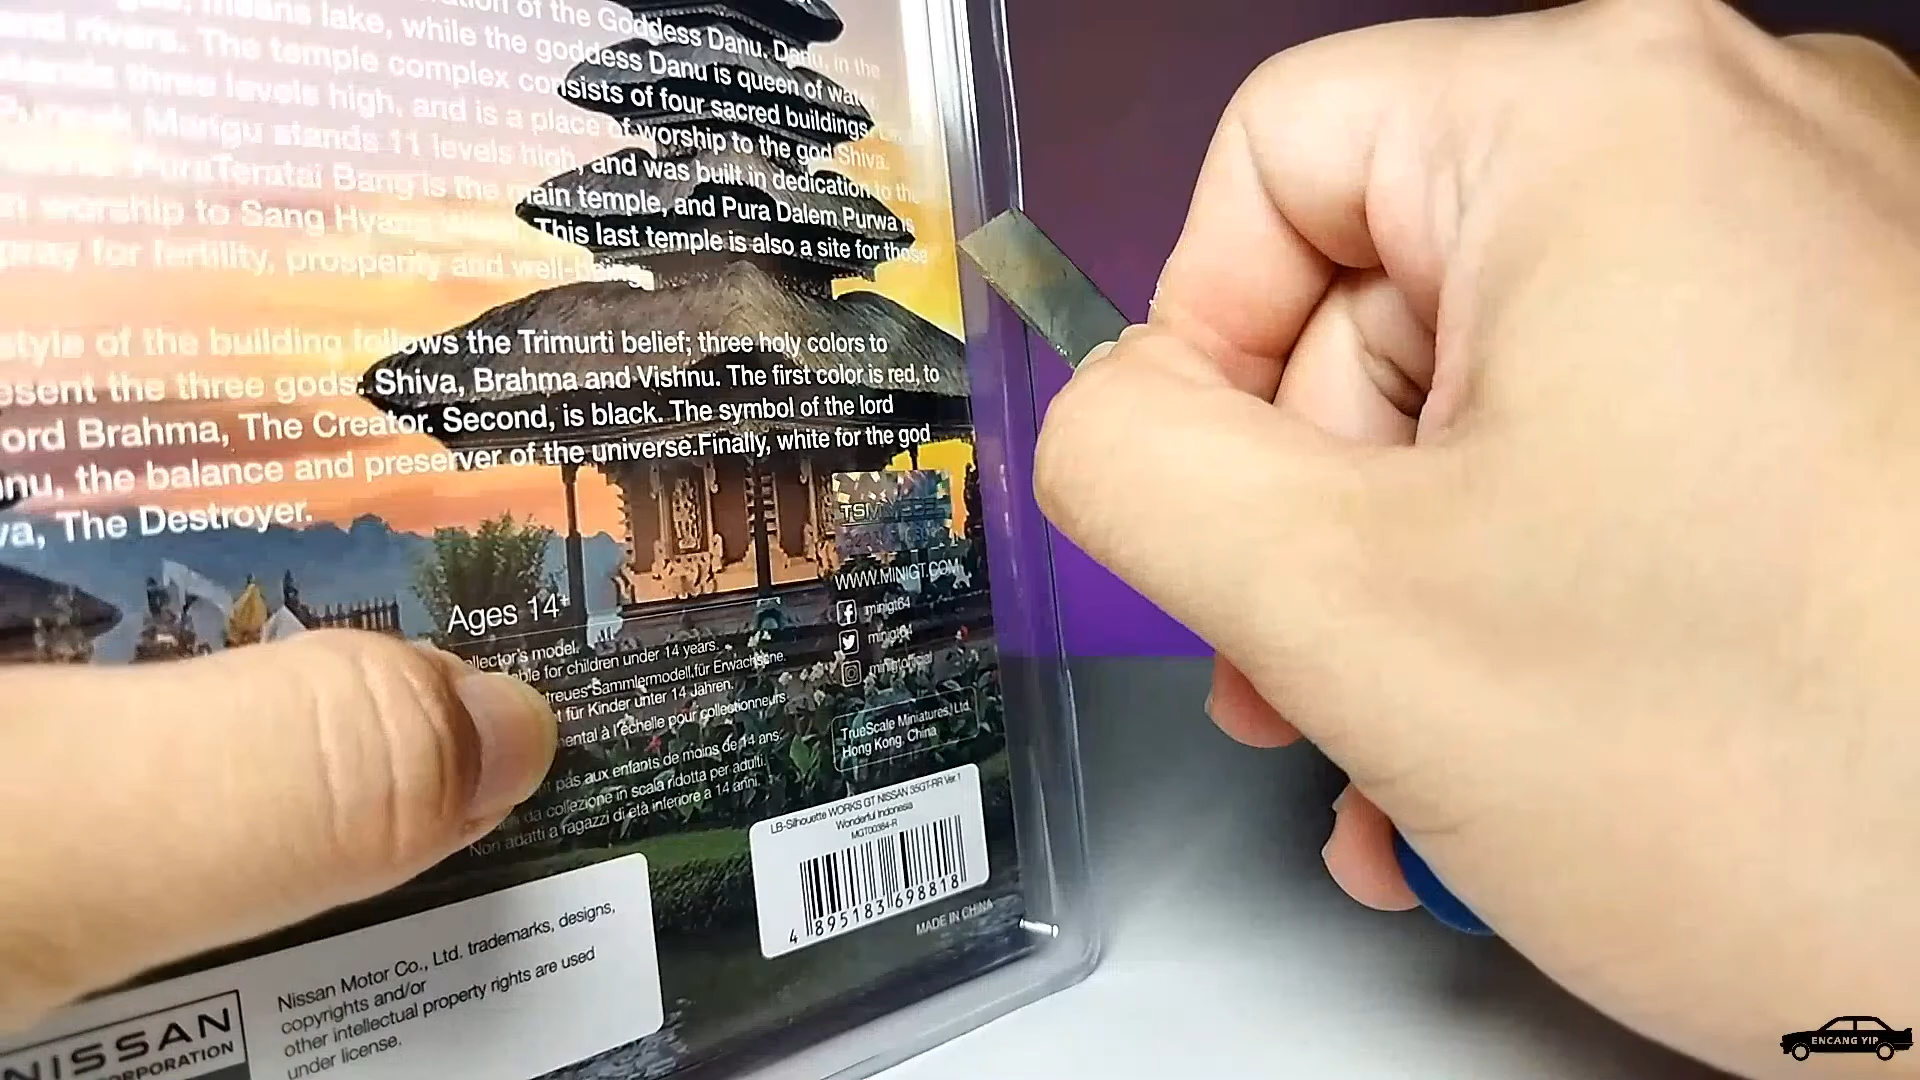 means lake, while the goddess Danu is queen of
of the Goddess Danu. Danu, in the
and rivers. The temple complex consists of four sacred buildings
stands three levels high, and is a place of worship to the god Shiva.
stands 11 levels high, and was built in dedication to the
Bang is the main temple, and Pura Dalem Purwa is
worship to Sang This last temple is also a site for those
pray for fertility, prosperity and well-being.
style of the building follows the Trimurti belief; three holy colors to
esent the three gods: Shiva, Brahma and Vishnu. The first color is red, to
ord Brahma, The Creator. Second, is black. The symbol of the lord
nu, the balance and preserver of the universe.Finally, white for the god
va, The Destroyer.
TSM
WWW.MINIGT.COM
minigt64
minigt64
minigtofficial
TrueScale Miniatures, Ltd.
Hong Kong, China
Ages 14+
llector's model.
ble for children under 14 years.
treues Sammlermodell für Erwachsene.
t für Kinder unter 14 Jahren.
ental à l'échelle pour collectionneurs
pas aux enfants de moins de 14 ans.
da collezione in scala ridotta per adulti.
Non adatti a ragazzi di età inferiore a 14 anni.
LB-Silhouette WORKS GT NISSAN 35GT-RR Ver.1
Wonderful Indonesia
MGT00384-R
4 895183 698818
MADE IN CHINA
NISSAN
CORPORATION
Nissan Motor Co., Ltd. trademarks, designs,
copyrights and/or
other intellectual property rights are used
under license.
ENCANG YIP